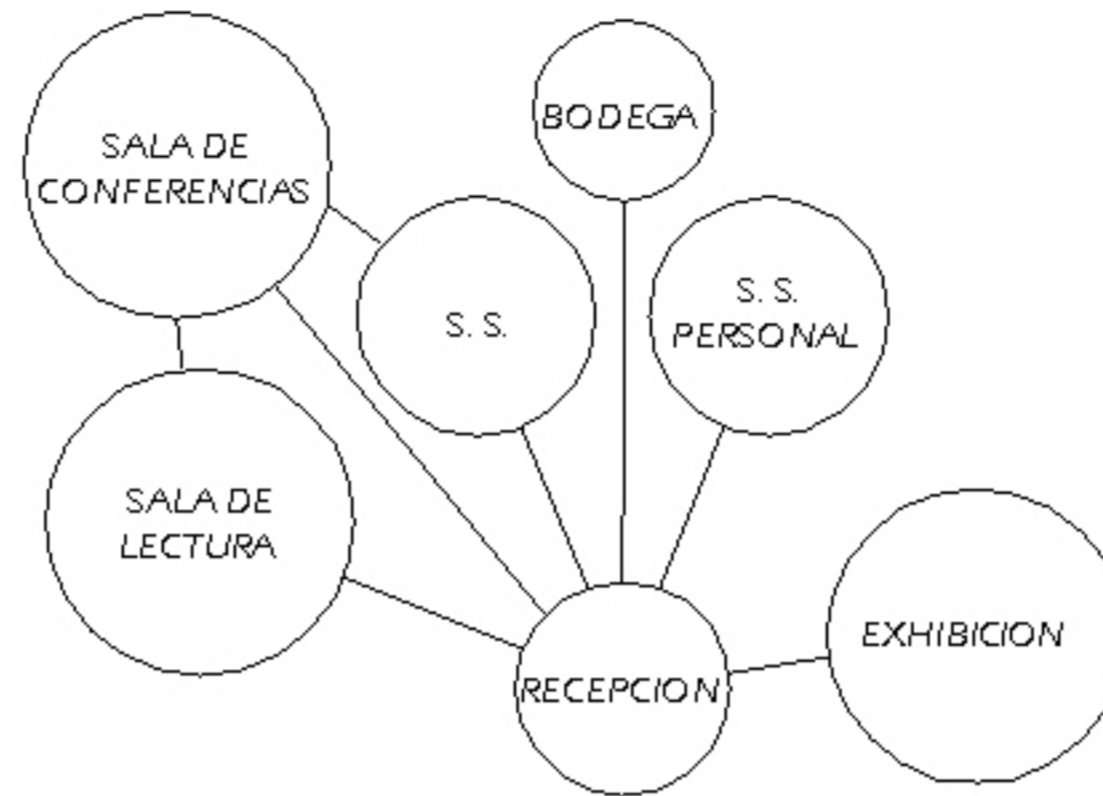 SALA DE
CONFERENCIAS
BODEGA
S. S.
S. S.
PERSONAL
SALA DE
LECTURA
RECEPCION
EXHIBICION